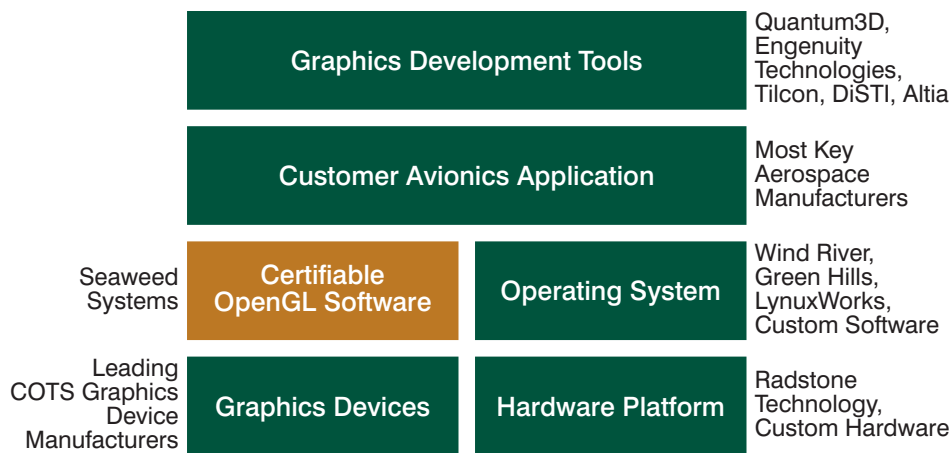 Graphics Development Tools
Quantum3D,
Engenuity
Technologies,
Tilcon, DiSTI, Altia
Customer Avionics Application
Most Key
Aerospace
Manufacturers
Seaweed
Systems
Certifiable
OpenGL Software
Operating System
Wind River,
Green Hills,
LynuxWorks,
Custom Software
Leading
COTS Graphics
Device
Manufacturers
Graphics Devices
Hardware Platform
Radstone
Technology,
Custom Hardware